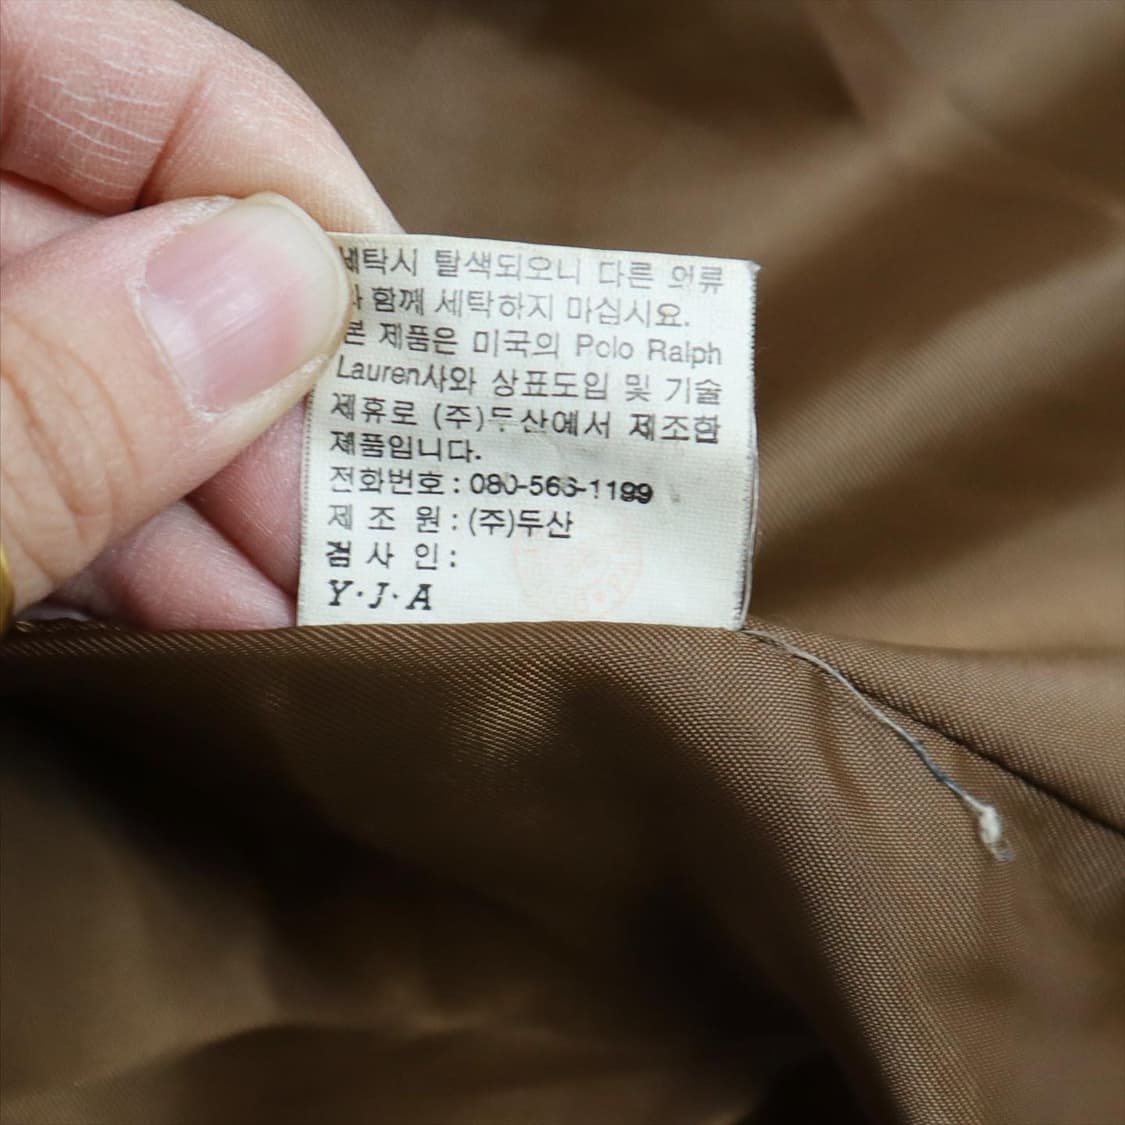 세탁시 탈색되오니 다른 의류
와 함께 세탁하지 마십시요.
본 제품은 미국의 Polo Ralph
Lauren사와 상표도입 및 기술
제휴로 (주)두산에서 제조한
제품입니다.
전화번호 : 080-566-1199
제 조 원 : (주)두산
검 사 인 :
Y·J·A